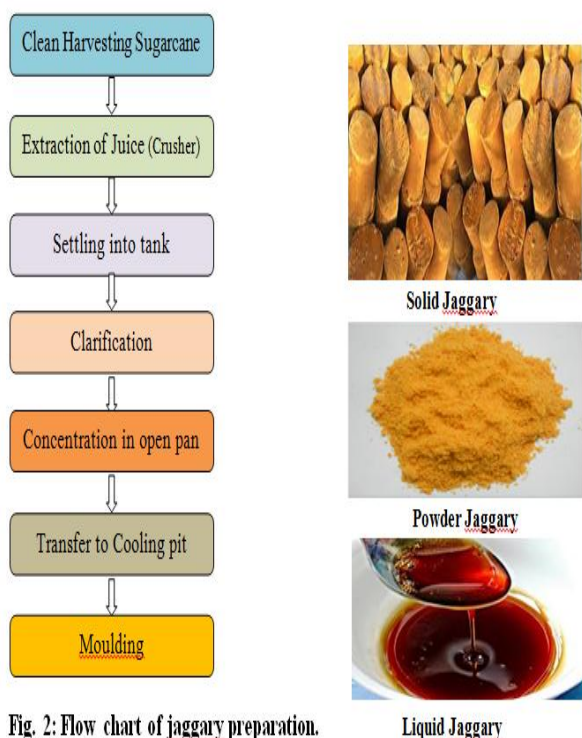 Clean Harvesting Sugarcane
Extraction of Juice (Crusher)
Settling into tank
Clarification
Concentration in open pan
Transfer to Cooling pit
Moulding
Fig. 2: Flow chart of jaggary preparation.
Solid Jaggary
Powder Jaggary
Liquid Jaggary